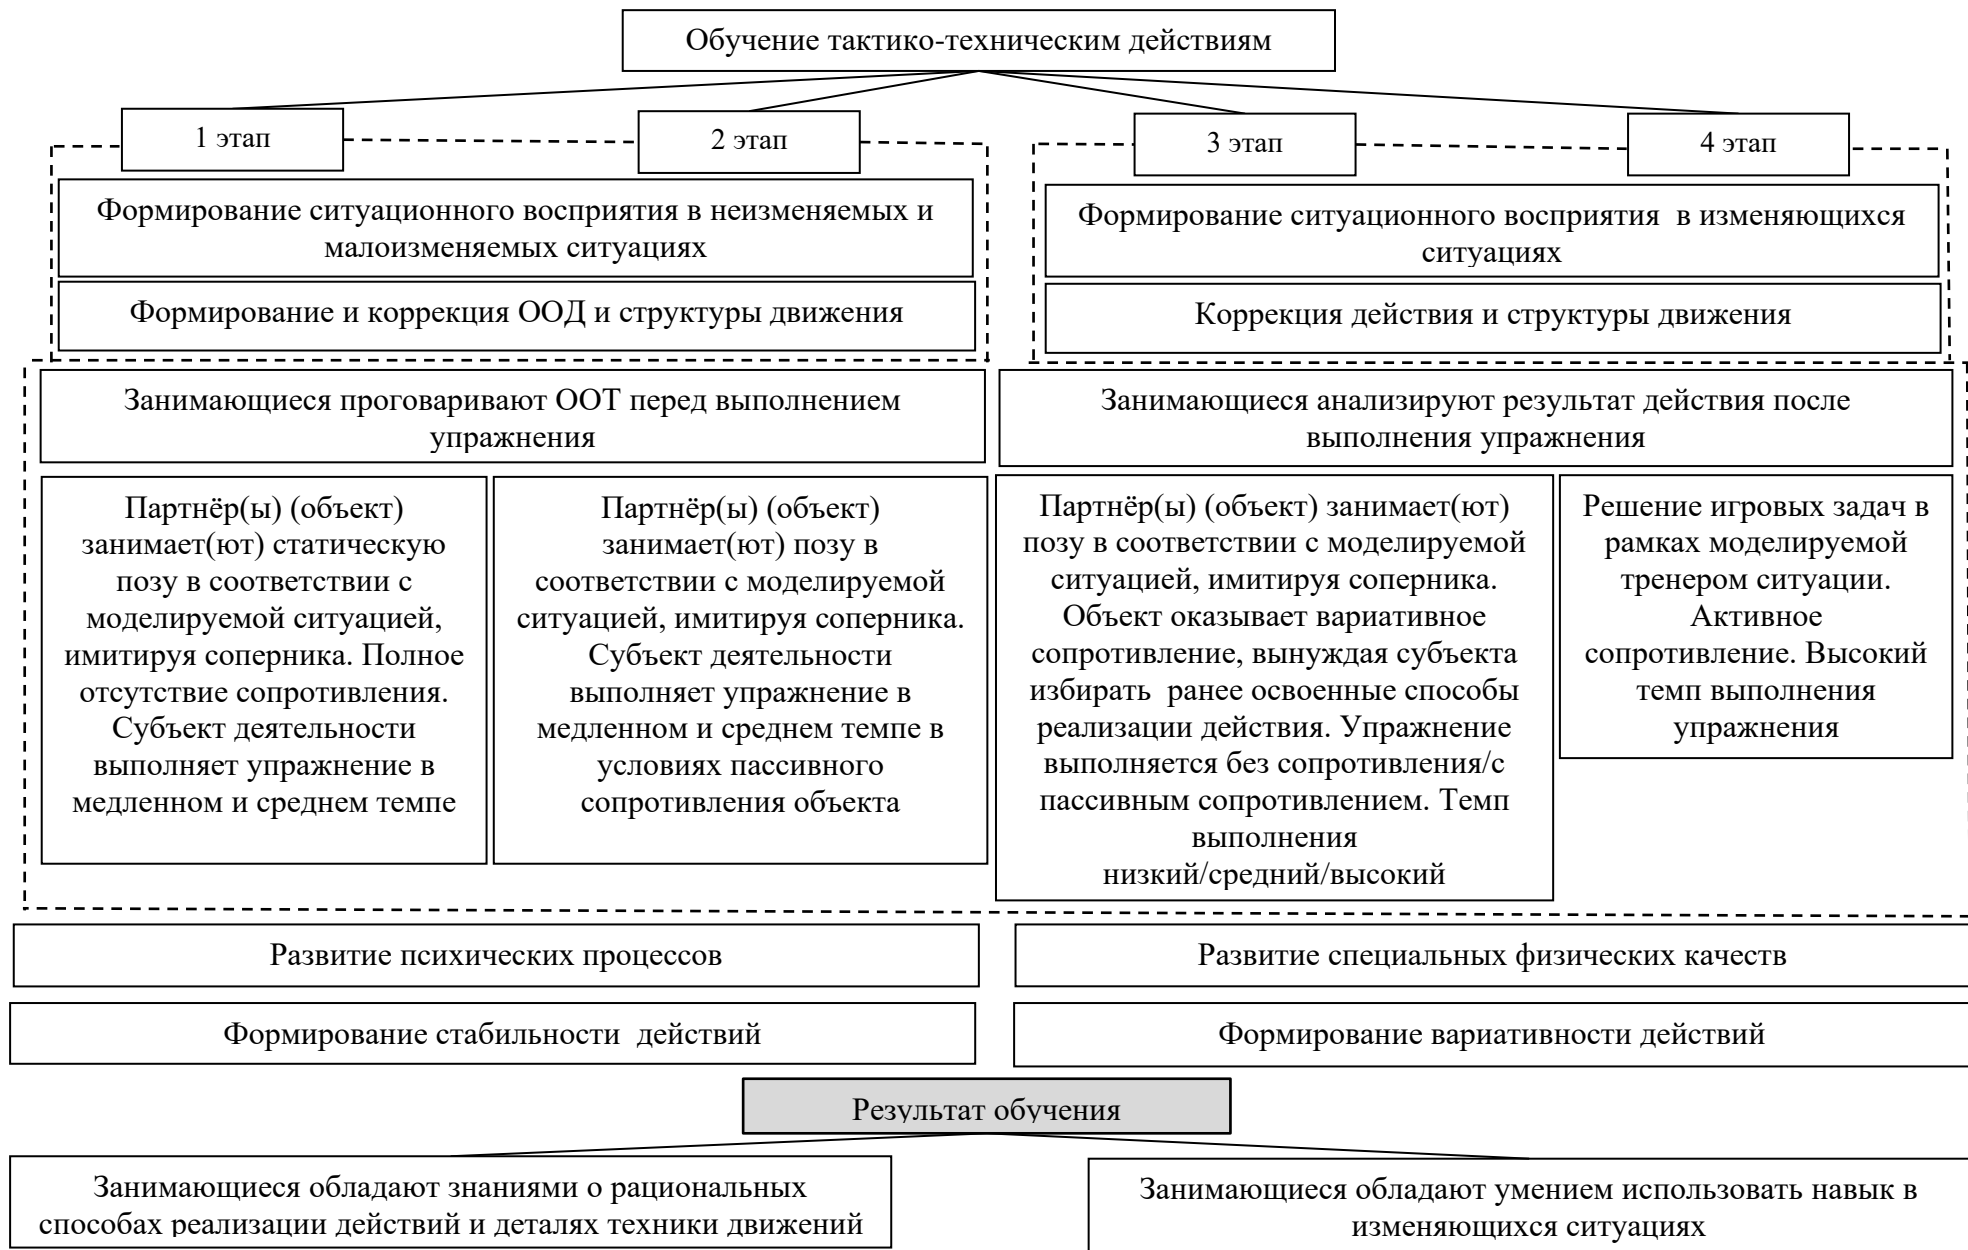 Обучение тактико-техническим действиям
1 этап
2 этап
3 этап
4 этап
Формирование ситуационного восприятия в неизменяемых и
малоизменяемых ситуациях
Формирование ситуационного восприятия в изменяющихся
ситуациях
Формирование и коррекция ООД и структуры движения
Коррекция действия и структуры движения
Занимающиеся проговаривают ООТ перед выполнением
упражнения
Занимающиеся анализируют результат действия после
выполнения упражнения
Партнёр(ы) (объект)
занимает(ют) статическую
позу в соответствии с
моделируемой ситуацией,
имитируя соперника. Полное
отсутствие сопротивления.
Субъект деятельности
выполняет упражнение в
медленном и среднем темпе
Партнёр(ы) (объект)
занимает(ют) позу в
соответствии с моделируемой
ситуацией, имитируя соперника.
Субъект деятельности
выполняет упражнение в
медленном и среднем темпе в
условиях пассивного
сопротивления объекта
Партнёр(ы) (объект) занимает(ют)
позу в соответствии с моделируемой
ситуацией, имитируя соперника.
Объект оказывает вариативное
сопротивление, вынуждая субъекта
избирать ранее освоенные способы
реализации действия. Упражнение
выполняется без сопротивления/с
пассивным сопротивлением. Темп
выполнения
низкий/средний/высокий
Решение игровых задач в
рамках моделируемой
тренером ситуации.
Активное
сопротивление. Высокий
темп выполнения
упражнения
Развитие психических процессов
Развитие специальных физических качеств
Формирование стабильности действий
Формирование вариативности действий
Результат обучения
Занимающиеся обладают знаниями о рациональных
способах реализации действий и деталях техники движений
Занимающиеся обладают умением использовать навык в
изменяющихся ситуациях